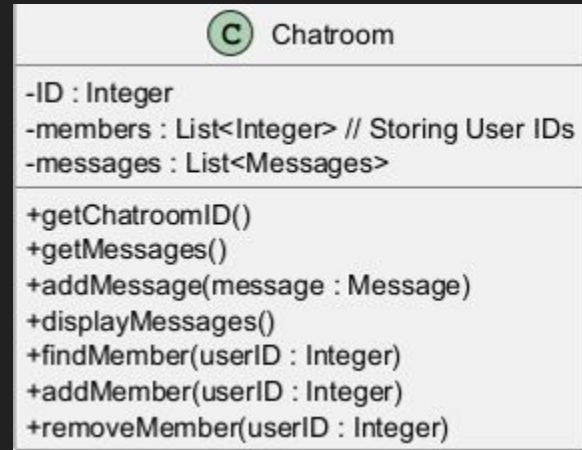 C Chatroom
-ID : Integer
-members : List<Integer> // Storing User IDs
-messages : List<Messages>
+getChatroomID()
+getMessages()
+addMessage(message : Message)
+displayMessages()
+findMember(userID : Integer)
+addMember(userID : Integer)
+removeMember(userID : Integer)